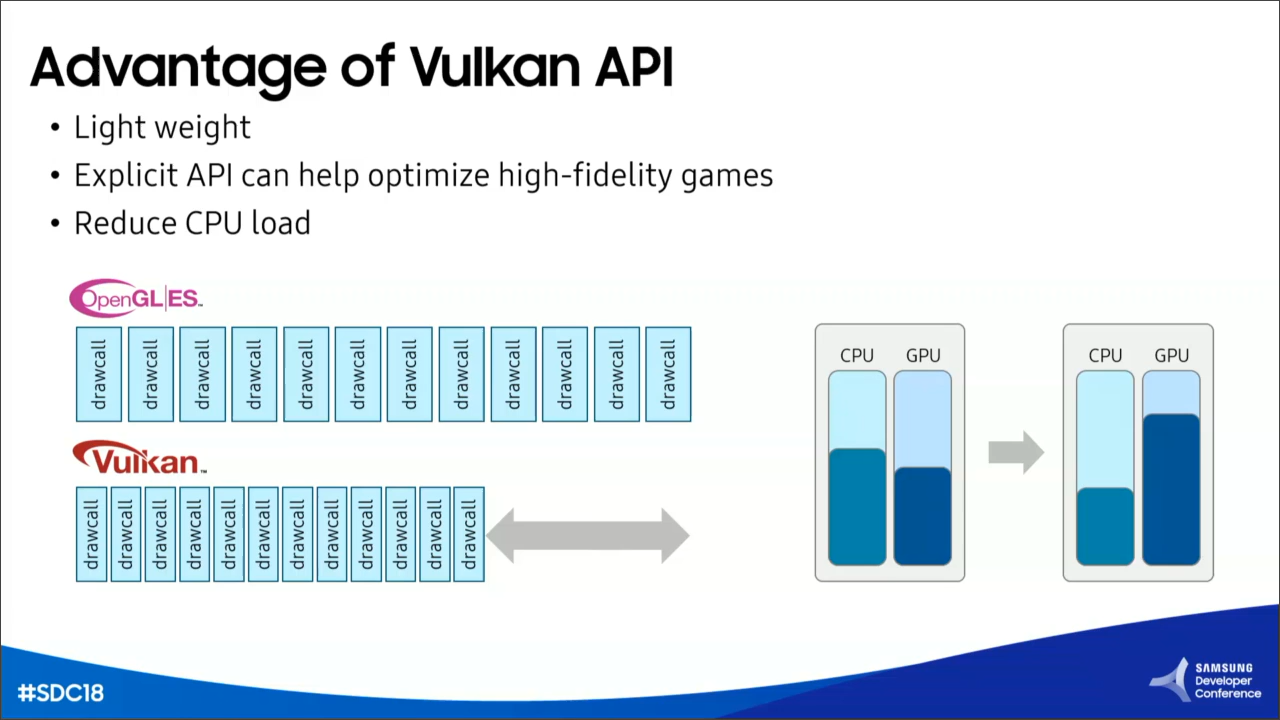 Advantage of Vulkan API
• Light weight
• Explicit API can help optimize high-fidelity games
• Reduce CPU load
OpenGL|ES™
drawcall drawcall drawcall drawcall drawcall drawcall drawcall drawcall drawcall drawcall drawcall drawcall
Vulkan™
drawcall drawcall drawcall drawcall drawcall drawcall drawcall drawcall drawcall drawcall drawcall drawcall
CPU GPU
CPU GPU
#SDC18
SAMSUNG
Developer
Conference